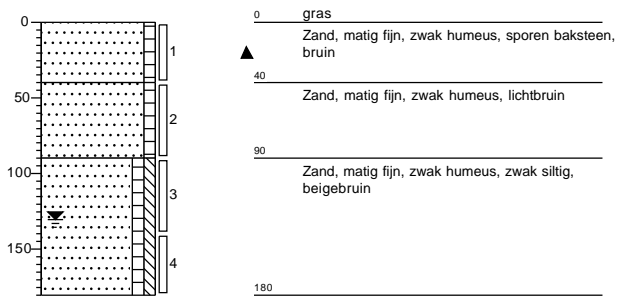 0
50
100
150
1
2
3
4
0 gras
Zand, matig fijn, zwak humeus, sporen baksteen,
bruin
40
Zand, matig fijn, zwak humeus, lichtbruin
90
Zand, matig fijn, zwak humeus, zwak siltig,
beigebruin
180